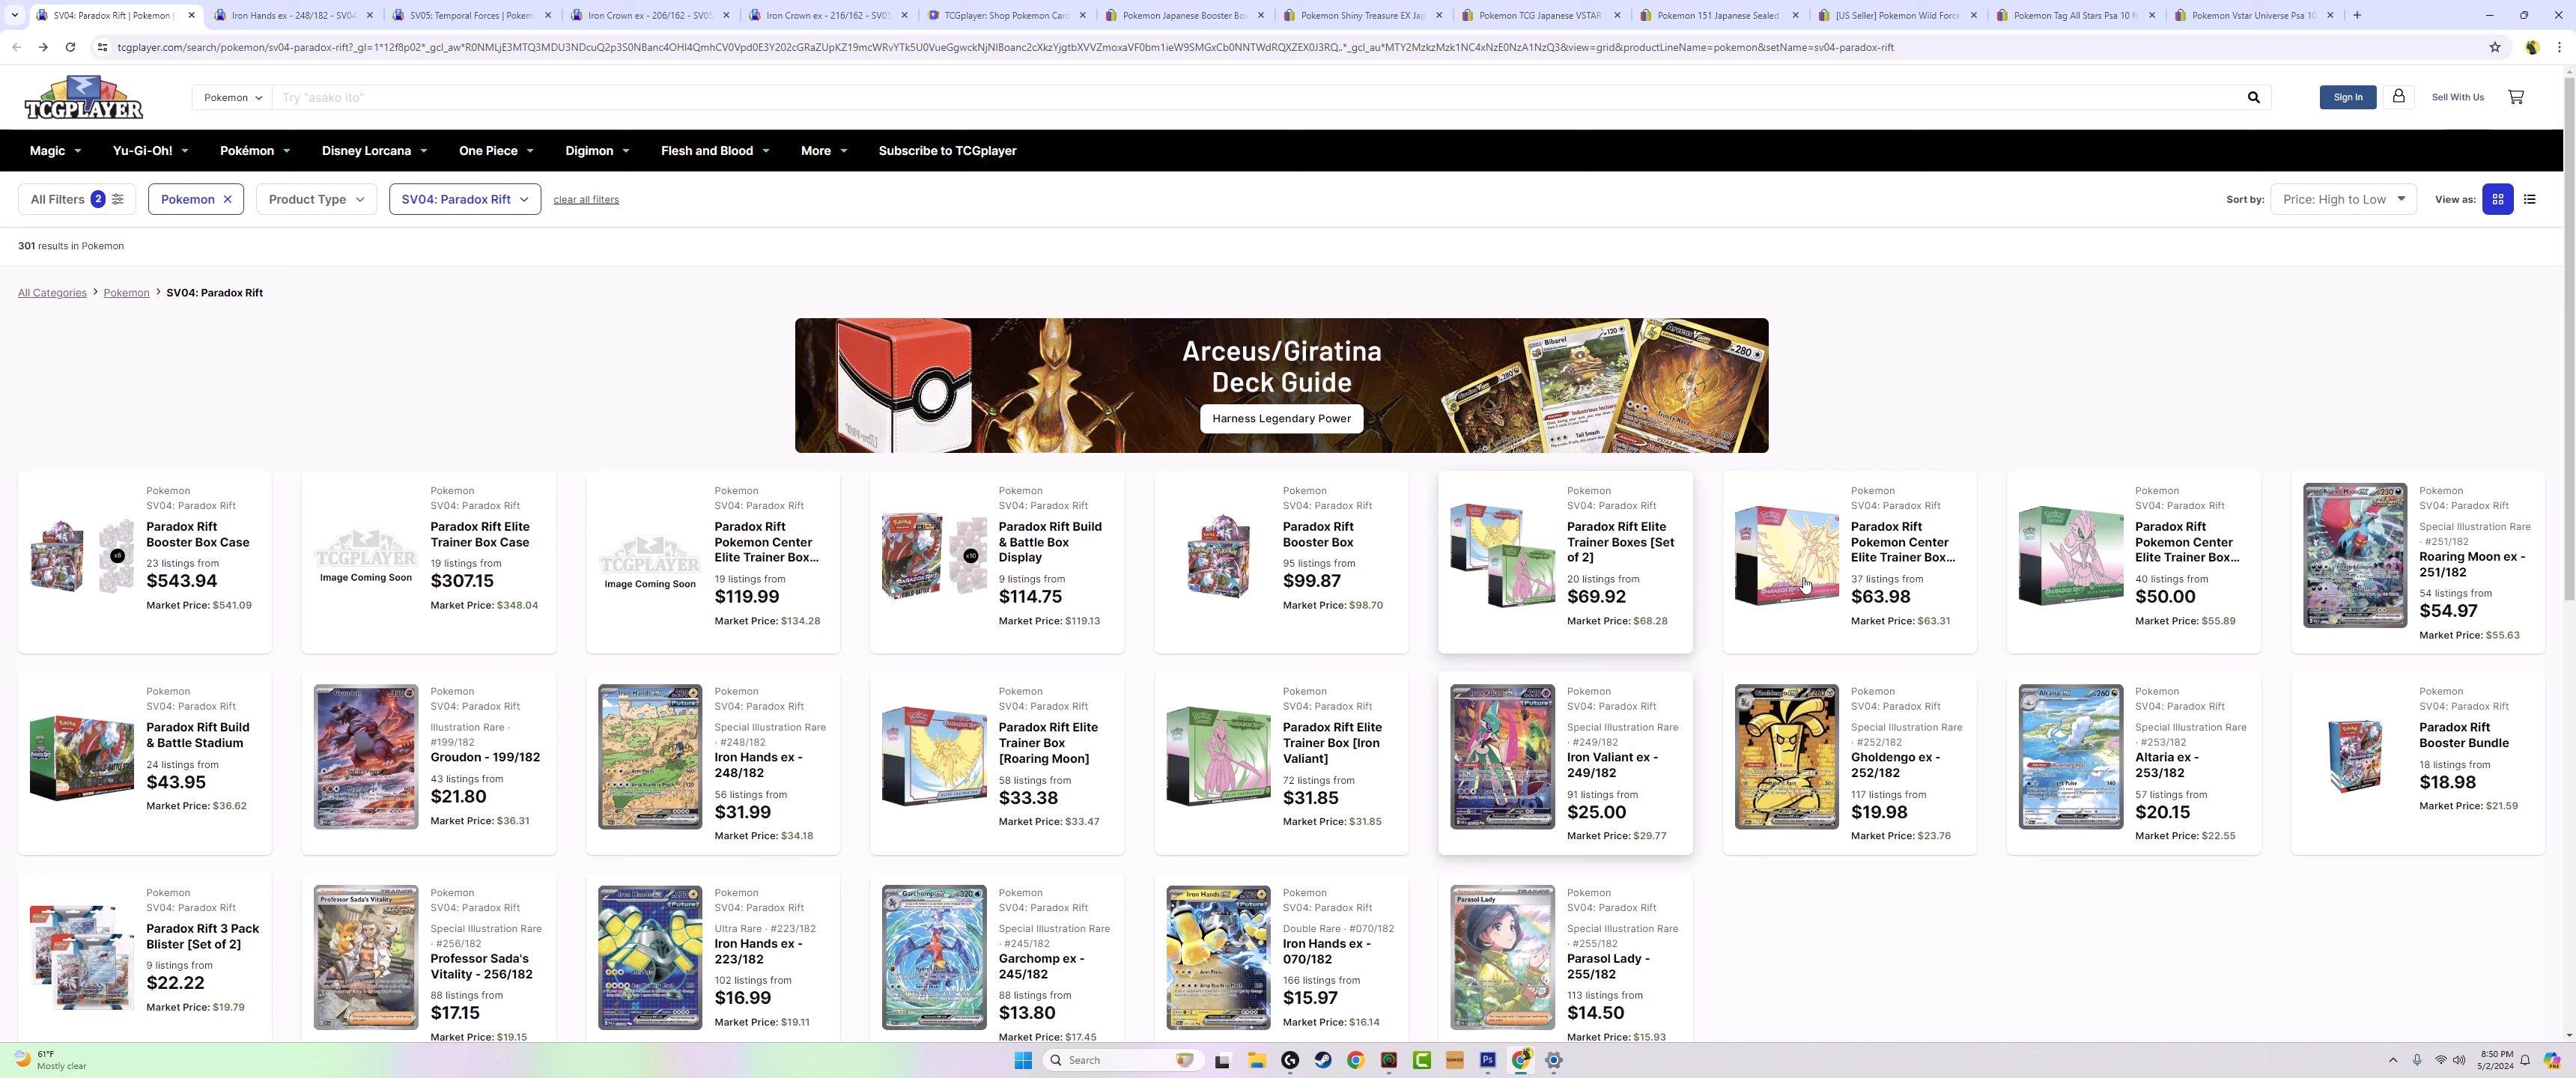 SV04: Paradox Rift | Pokemon |
Iron Hands ex - 248/182 - SV04
SV05: Temporal Forces | Pokem
Iron Crown ex - 206/162 - SV05
Iron Crown ex - 216/162 - SV05
TCGplayer: Shop Pokemon Card
Pokemon Japanese Booster Bo
Pokemon Shiny Treasure EX Jap
Pokemon TCG Japanese VSTAR
Pokemon 151 Japanese Sealed
[US Seller] Pokemon Wild Force
Pokemon Tag All Stars Psa 10 f
Pokemon Vstar Universe Psa 10
TCGPLAYER
Pokemon
Try "asako ito"
Sign In
Sell With Us
Magic
Yu-Gi-Oh!
Pokémon
Disney Lorcana
One Piece
Digimon
Flesh and Blood
More
Subscribe to TCGplayer
All Filters 2
Pokemon
Product Type
SV04: Paradox Rift
clear all filters
Sort by:
Price: High to Low
View as:
301 results in Pokemon
All Categories > Pokemon > SV04: Paradox Rift
Arceus/Giratina
Deck Guide
Harness Legendary Power
Bibarel
120
280
Pokemon
SV04: Paradox Rift
Paradox Rift
Booster Box Case
23 listings from
$543.94
Market Price: $541.09
TCGPLAYER
Image Coming Soon
Pokemon
SV04: Paradox Rift
Paradox Rift Elite
Trainer Box Case
19 listings from
$307.15
Market Price: $348.04
TCGPLAYER
Image Coming Soon
Pokemon
SV04: Paradox Rift
Paradox Rift
Pokemon Center
Elite Trainer Box...
19 listings from
$119.99
Market Price: $134.28
Pokemon
SV04: Paradox Rift
Paradox Rift Build
& Battle Box
Display
9 listings from
$114.75
Market Price: $119.13
Pokemon
SV04: Paradox Rift
Paradox Rift
Booster Box
95 listings from
$99.87
Market Price: $98.70
Pokemon
SV04: Paradox Rift
Paradox Rift Elite
Trainer Boxes [Set
of 2]
20 listings from
$69.92
Market Price: $68.28
Pokemon
SV04: Paradox Rift
Paradox Rift
Pokemon Center
Elite Trainer Box...
37 listings from
$63.98
Market Price: $63.31
Pokemon
SV04: Paradox Rift
Paradox Rift
Pokemon Center
Elite Trainer Box...
40 listings from
$50.00
Market Price: $55.89
Pokemon
SV04: Paradox Rift
Special Illustration Rare
· #251/182
Roaring Moon ex -
251/182
54 listings from
$54.97
Market Price: $55.63
Pokemon
SV04: Paradox Rift
Paradox Rift Build
& Battle Stadium
24 listings from
$43.95
Market Price: $36.62
Pokemon
SV04: Paradox Rift
Illustration Rare ·
#199/182
Groudon - 199/182
43 listings from
$21.80
Market Price: $36.31
Pokemon
SV04: Paradox Rift
Special Illustration Rare
· #248/182
Iron Hands ex -
248/182
56 listings from
$31.99
Market Price: $34.18
Pokemon
SV04: Paradox Rift
Paradox Rift Elite
Trainer Box
[Roaring Moon]
58 listings from
$33.38
Market Price: $33.47
Pokemon
SV04: Paradox Rift
Paradox Rift Elite
Trainer Box [Iron
Valiant]
72 listings from
$31.85
Market Price: $31.85
Pokemon
SV04: Paradox Rift
Special Illustration Rare
· #249/182
Iron Valiant ex -
249/182
91 listings from
$25.00
Market Price: $29.77
Pokemon
SV04: Paradox Rift
Special Illustration Rare
· #252/182
Gholdengo ex -
252/182
117 listings from
$19.98
Market Price: $23.76
Pokemon
SV04: Paradox Rift
Special Illustration Rare
· #253/182
Altaria ex -
253/182
57 listings from
$20.15
Market Price: $22.55
Pokemon
SV04: Paradox Rift
Paradox Rift
Booster Bundle
18 listings from
$18.98
Market Price: $21.59
Pokemon
SV04: Paradox Rift
Paradox Rift 3 Pack
Blister [Set of 2]
9 listings from
$22.22
Market Price: $19.79
Pokemon
SV04: Paradox Rift
Special Illustration Rare
· #256/182
Professor Sada's
Vitality - 256/182
88 listings from
$17.15
Market Price: $19.15
Pokemon
SV04: Paradox Rift
Ultra Rare · #223/182
Iron Hands ex -
223/182
102 listings from
$16.99
Market Price: $19.11
Pokemon
SV04: Paradox Rift
Special Illustration Rare
· #245/182
Garchomp ex -
245/182
88 listings from
$13.80
Market Price: $17.45
Pokemon
SV04: Paradox Rift
Double Rare · #070/182
Iron Hands ex -
070/182
166 listings from
$15.97
Market Price: $16.14
Pokemon
SV04: Paradox Rift
Special Illustration Rare
· #255/182
Parasol Lady -
255/182
113 listings from
$14.50
Market Price: $15.93
61°F
Mostly clear
Search
8:50 PM
5/2/2024